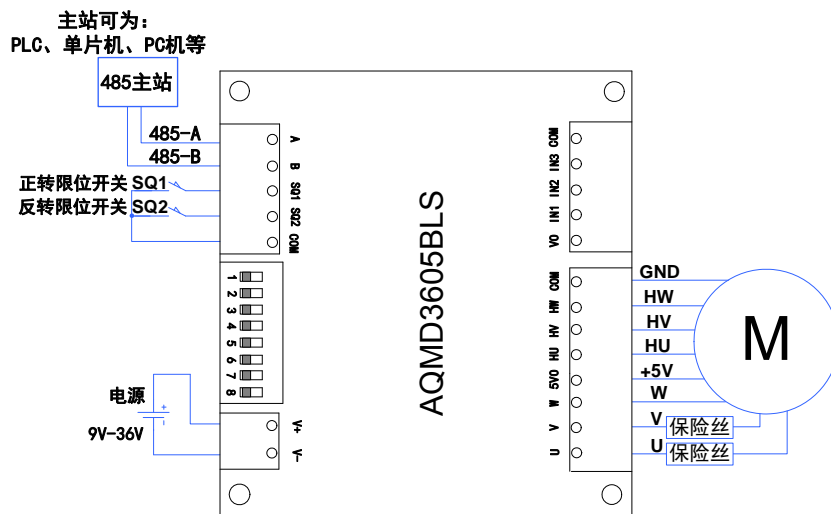 主站可为：
PLC、单片机、PC机等
485主站
485-A
485-B
正转限位开关 SQ1
反转限位开关 SQ2
A
B
SQ1
SQ2
COM
1
2
3
4
5
6
7
8
电源
+
-
9V-36V
V+
V-
AQMD3605BLS
COM
IN3
IN2
IN1
VO
COM
HW
HV
HU
5VO
W
V
U
GND
HW
HV
HU
+5V
W
V 保险丝
U 保险丝
M